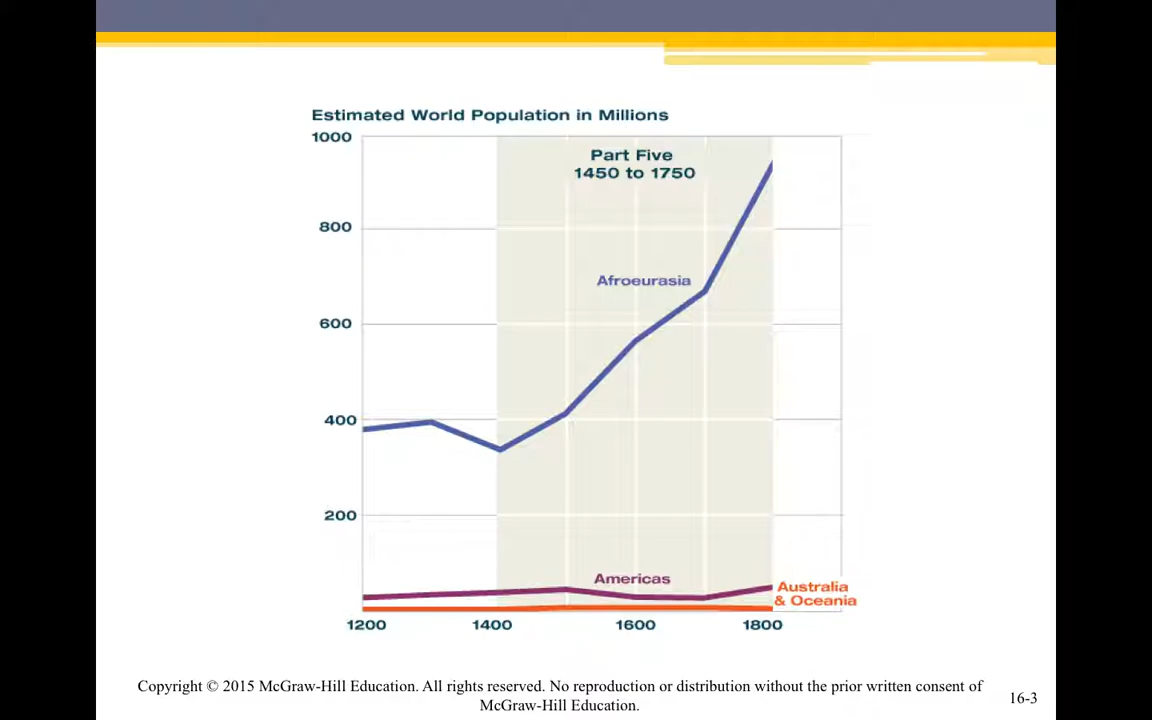 Estimated World Population in Millions
1000
Part Five
1450 to 1750
800
Afroeurasia
600
400
200
Americas
Australia
& Oceania
1200
1400
1600
1800
Copyright © 2015 McGraw-Hill Education. All rights reserved. No reproduction or distribution without the prior written consent of
McGraw-Hill Education.
16-3